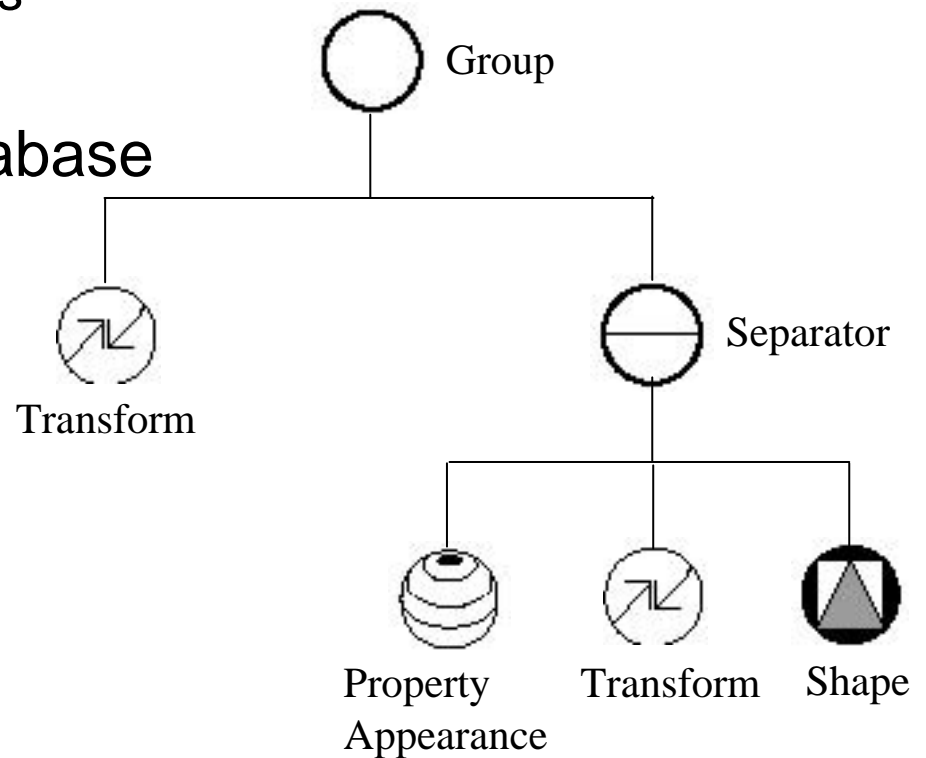 s
Group
abase
Separator
Transform
Property
Appearance
Transform
Shape